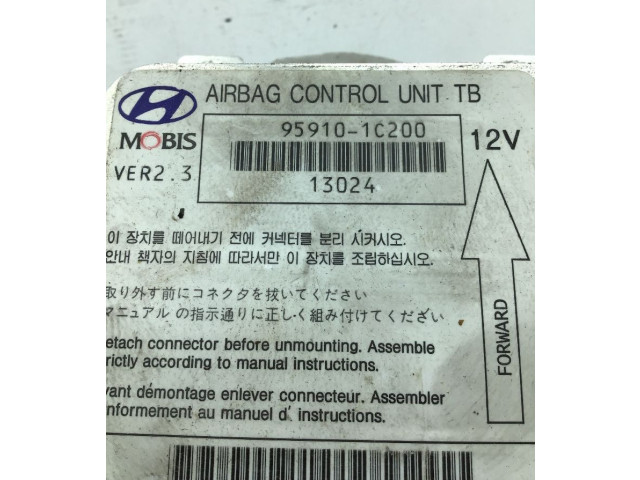 AIRBAG CONTROL UNIT TB
95910-1C200
12V
MOBIS
VER2.3
13024
이 장치를 떼어내기 전에 커넥터를 분리 시키시오.
안내 책자의 지침에 따라서만 이 장치를 조립하십시오.
取り外す前にコネクタを抜いてください
マニュアル の指示通りに正しく組み付けてください
etach connector before unmounting. Assemble
rictly according to manual instructions.
vant démontage enlever connecteur. Assembler
onformement au manuel d' instructions.
FORWARD